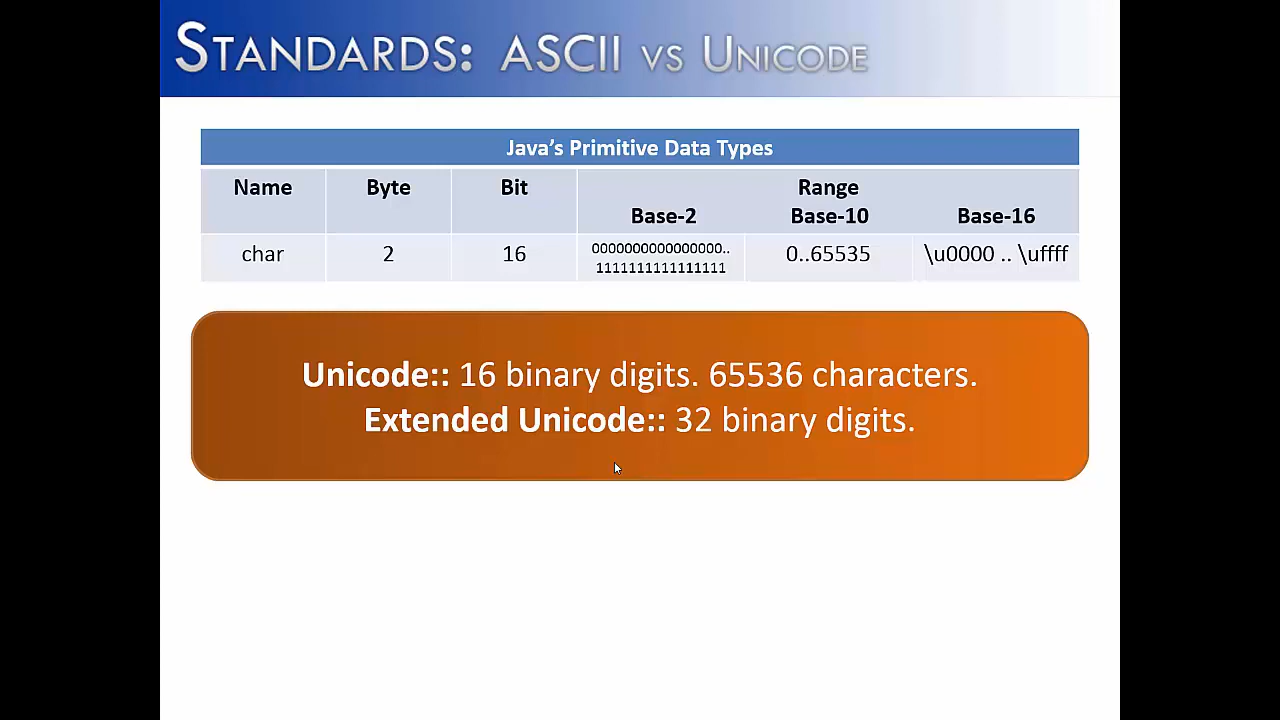 STANDARDS: ASCII VS UNICODE
Java's Primitive Data Types
Name Byte Bit Range
Base-2 Base-10 Base-16
char 2 16 0000000000000000.. 0..65535 \u0000 .. \uffff
1111111111111111
Unicode:: 16 binary digits. 65536 characters.
Extended Unicode:: 32 binary digits.